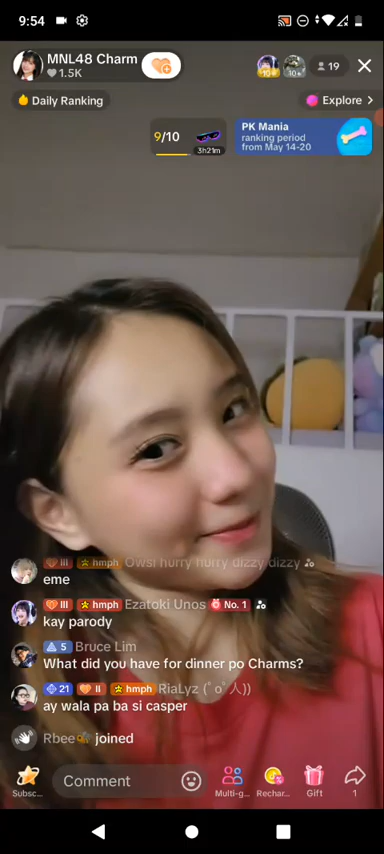 9:54
MNL48 Charm
1.5K
10+
10+
19
Daily Ranking
Explore
9/10
3h21m
PK Mania
ranking period
from May 14-20
III hmph Owsi hurry hurry dizzy dizzy
eme
III hmph Ezatoki Unos No. 1
kay parody
5 Bruce Lim
What did you have for dinner po Charms?
21 II hmph RiaLyz (ﾟoﾟ人))
ay wala pa ba si casper
Rbee🐝 joined
Comment
Subsc...
Multi-g...
Rechar...
Gift
1